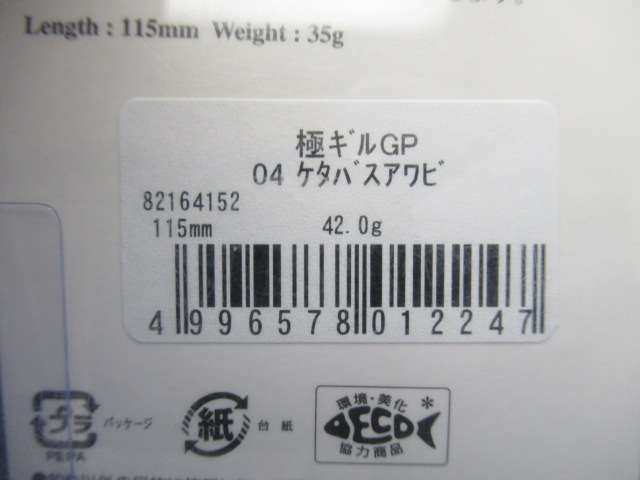 Length : 115mm Weight : 35g
極ｷﾞﾙGP
04 ｹﾀﾊﾞｽｱﾜﾋﾞ
82164152
115mm 42.0g
4 996578 012247
プラ パッケージ
PE.PA
紙 台紙
環境・美化 *
ECO
協力商品